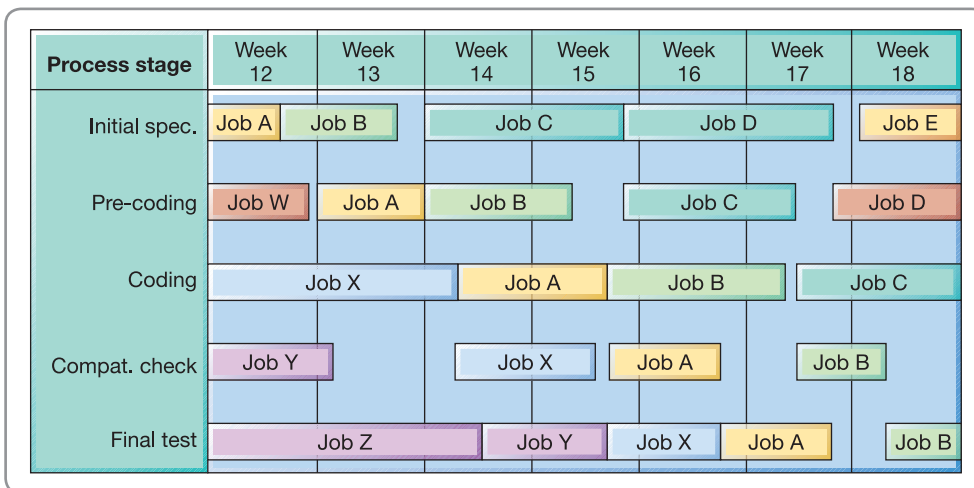 Process stage
Week 12
Week 13
Week 14
Week 15
Week 16
Week 17
Week 18
Initial spec.
Job A
Job B
Job C
Job D
Job E
Pre-coding
Job W
Job A
Job B
Job C
Job D
Coding
Job X
Job A
Job B
Job C
Compat. check
Job Y
Job X
Job A
Job B
Final test
Job Z
Job Y
Job X
Job A
Job B